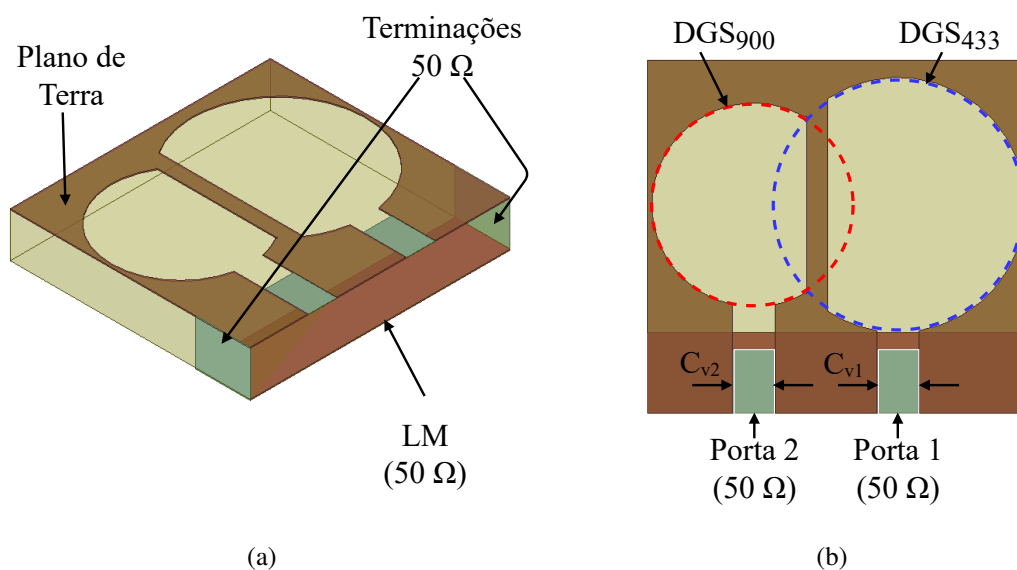 Plano de
Terra
Terminações
50 Ω
LM
(50 Ω)
(a)
DGS900
DGS433
Cv2
Cv1
Porta 2
(50 Ω)
Porta 1
(50 Ω)
(b)